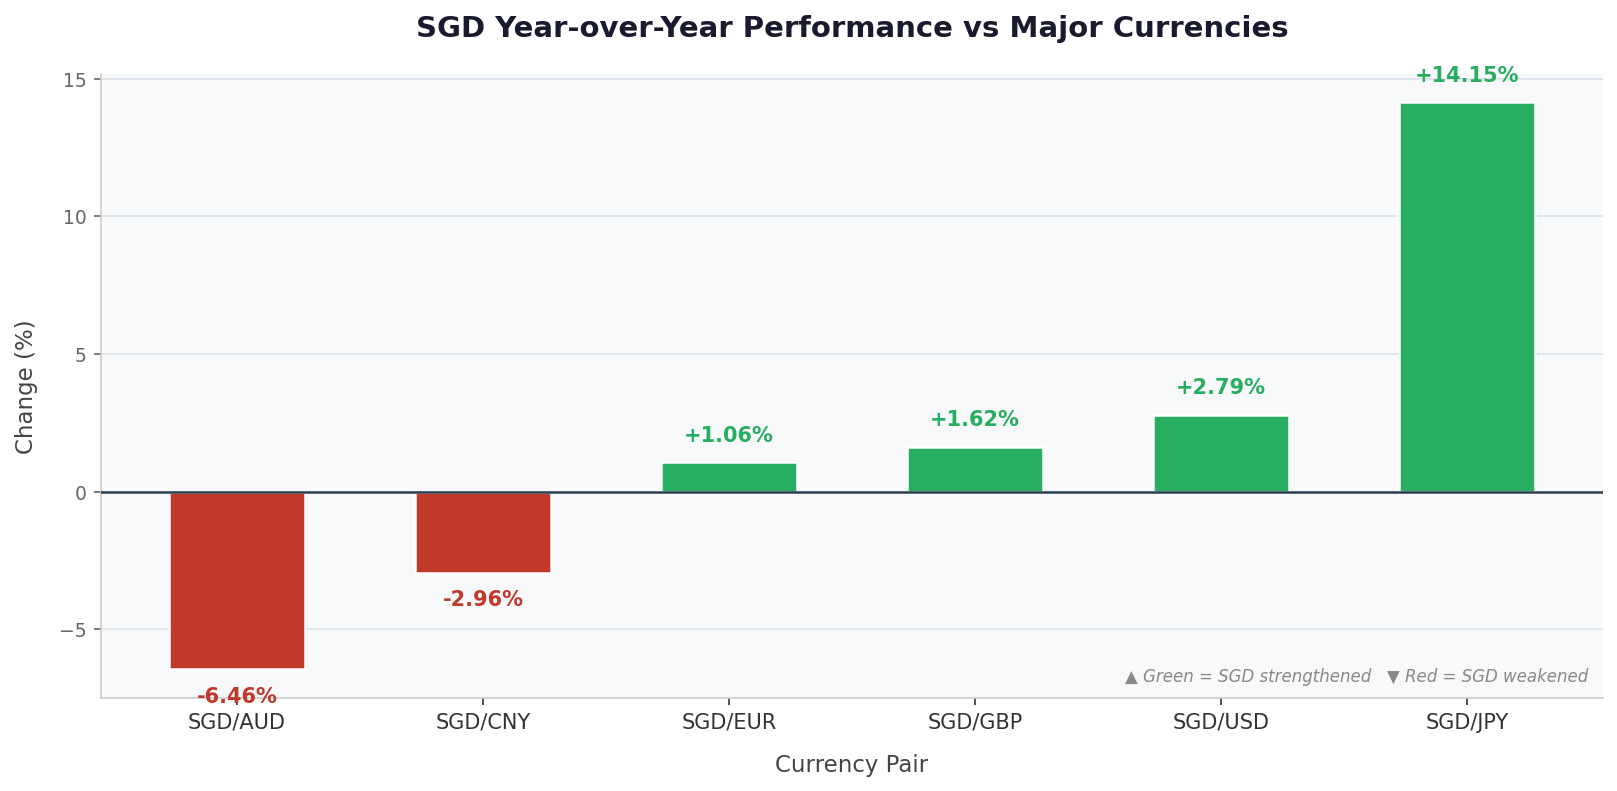 SGD Year-over-Year Performance vs Major Currencies
Change (%)
15
10
5
0
−5
-6.46%
-2.96%
+1.06%
+1.62%
+2.79%
+14.15%
▲ Green = SGD strengthened ▼ Red = SGD weakened
SGD/AUD SGD/CNY SGD/EUR SGD/GBP SGD/USD SGD/JPY
Currency Pair